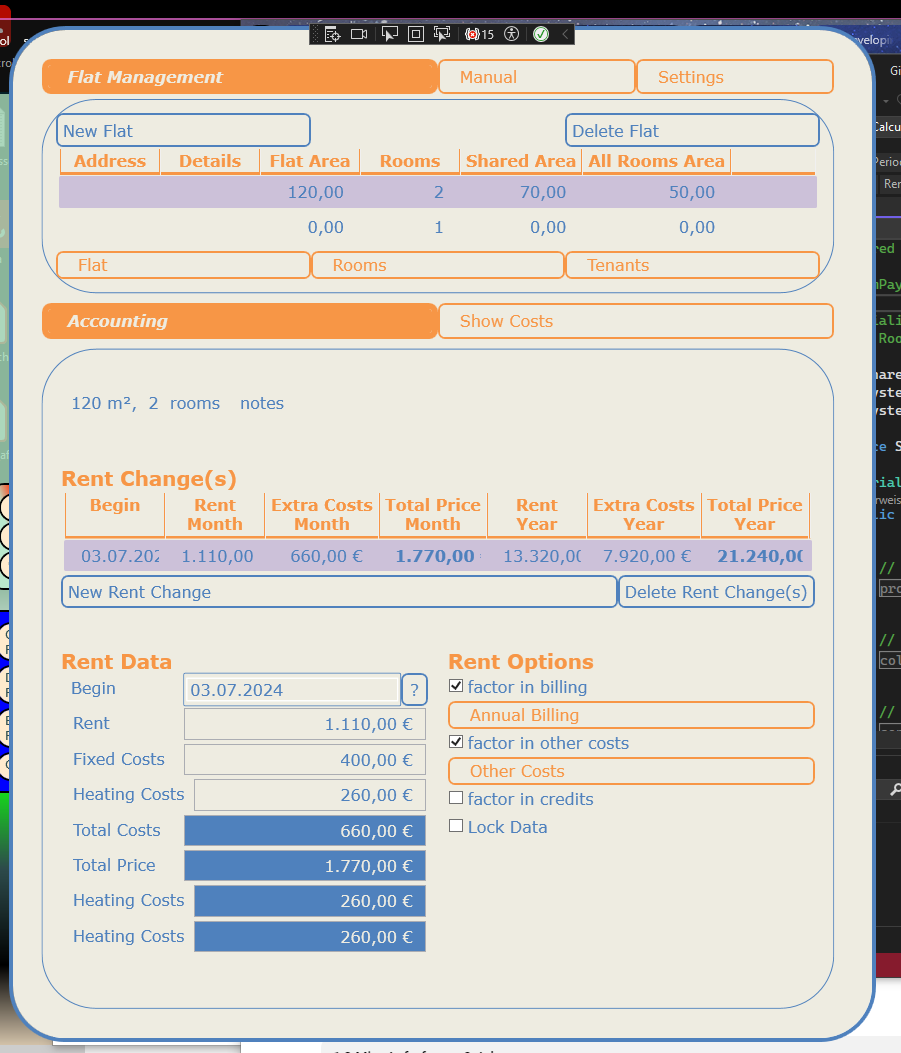 15
Flat Management Manual Settings
New Flat Delete Flat
Address Details Flat Area Rooms Shared Area All Rooms Area
120,00 2 70,00 50,00
0,00 1 0,00 0,00
Flat Rooms Tenants
Accounting Show Costs
120 m², 2 rooms notes
Rent Change(s)
Begin Rent Extra Costs Total Price Rent Extra Costs Total Price
Month Month Month Year Year Year
03.07.202 1.110,00 660,00 € 1.770,00 13.320,00 7.920,00 € 21.240,00
New Rent Change Delete Rent Change(s)
Rent Data
Begin 03.07.2024 ?
Rent 1.110,00 €
Fixed Costs 400,00 €
Heating Costs 260,00 €
Total Costs 660,00 €
Total Price 1.770,00 €
Heating Costs 260,00 €
Heating Costs 260,00 €
Rent Options
factor in billing
Annual Billing
factor in other costs
Other Costs
factor in credits
Lock Data